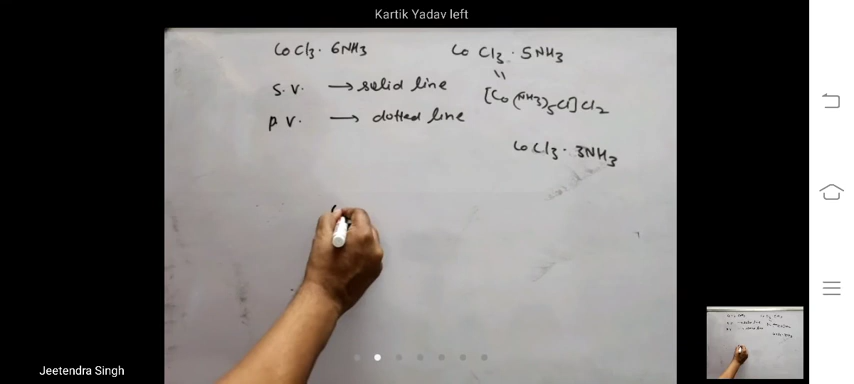 Kartik Yadav left
CoCl3 · 6NH3
CoCl3 · 5NH3
S.V. → solid line
[Co(NH3)5Cl]Cl2
P.V. → dotted line
CoCl3 · 3NH3
Jeetendra Singh